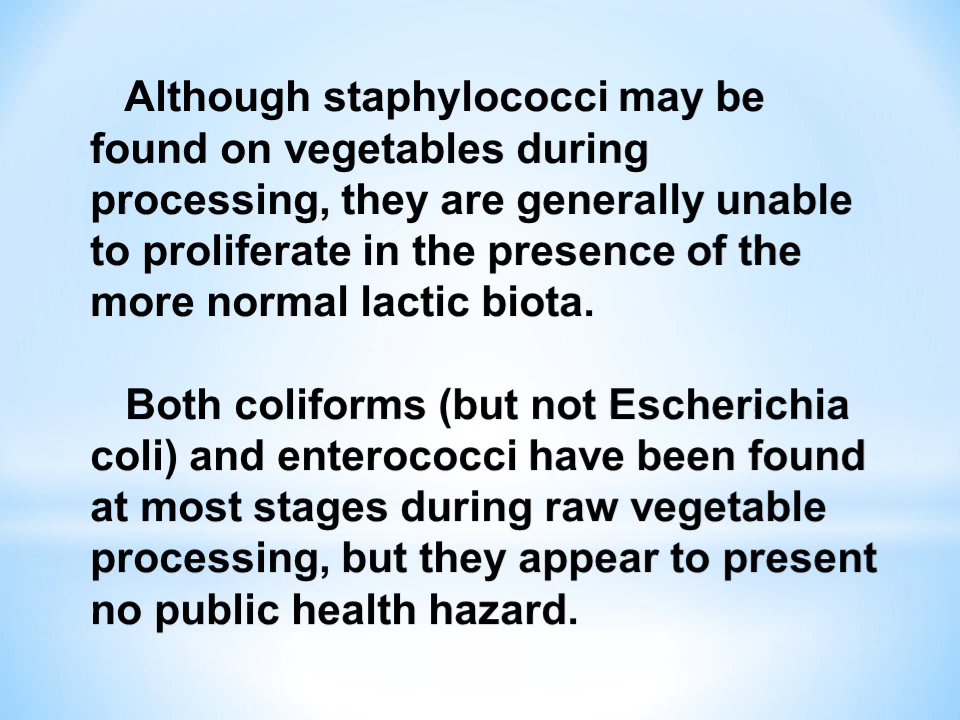 Although staphylococci may be
found on vegetables during
processing, they are generally unable
to proliferate in the presence of the
more normal lactic biota.
Both coliforms (but not Escherichia
coli) and enterococci have been found
at most stages during raw vegetable
processing, but they appear to present
no public health hazard.